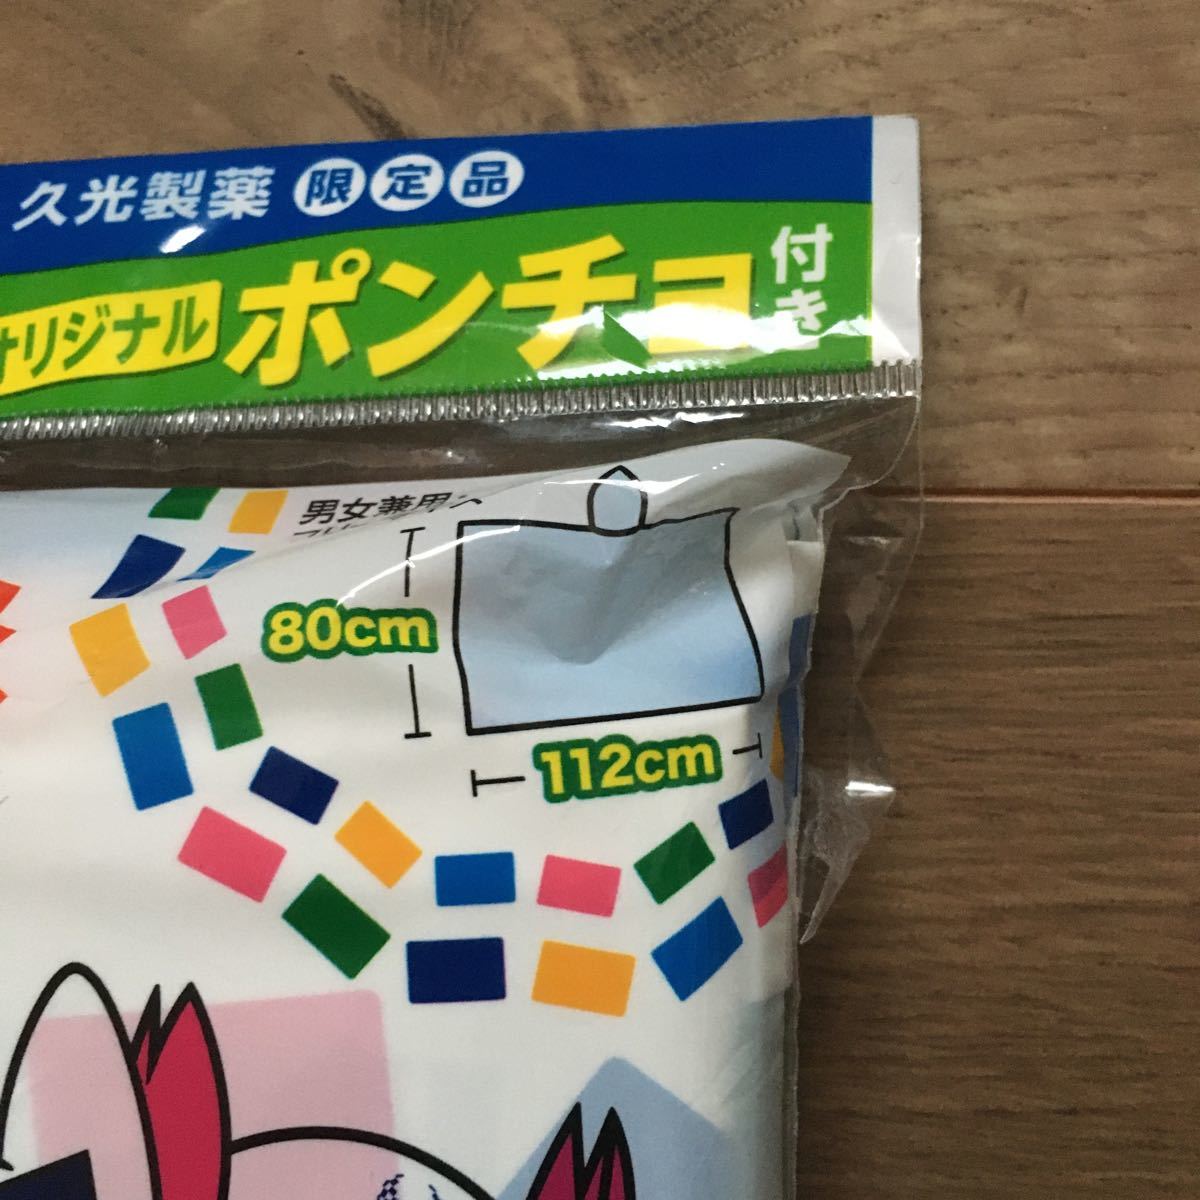 久光製薬 限定品
オリジナル ポンチョ 付き
男女兼用
80cm
112cm